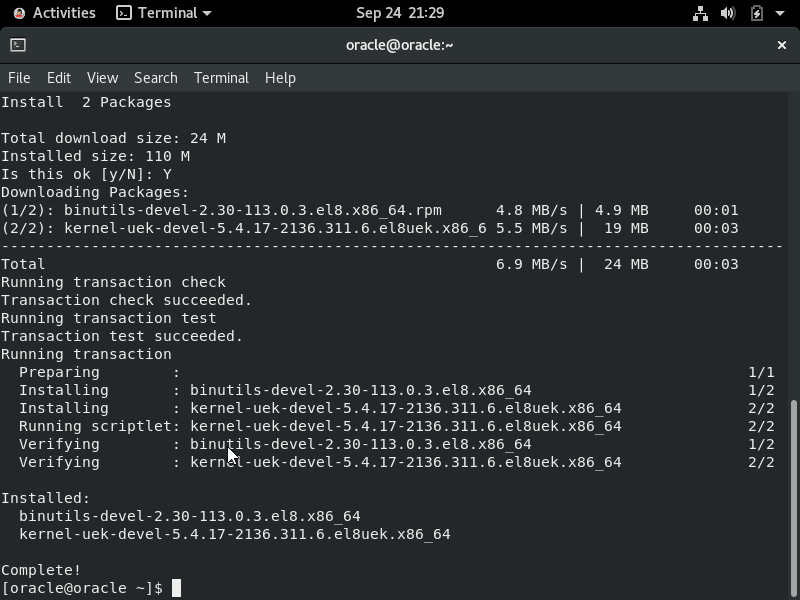 Activities Terminal Sep 24 21:29
oracle@oracle:~ ×
File Edit View Search Terminal Help
Install  2 Packages
Total download size: 24 M
Installed size: 110 M
Is this ok [y/N]: Y
Downloading Packages:
(1/2): binutils-devel-2.30-113.0.3.el8.x86_64.rpm      4.8 MB/s | 4.9 MB     00:01
(2/2): kernel-uek-devel-5.4.17-2136.311.6.el8uek.x86_6 5.5 MB/s |  19 MB     00:03
---------------------------------------------------------------------------------------
Total                                                  6.9 MB/s |  24 MB     00:03
Running transaction check
Transaction check succeeded.
Running transaction test
Transaction test succeeded.
Running transaction
  Preparing        :                                                               1/1
  Installing       : binutils-devel-2.30-113.0.3.el8.x86_64                        1/2
  Installing       : kernel-uek-devel-5.4.17-2136.311.6.el8uek.x86_64              2/2
  Running scriptlet: kernel-uek-devel-5.4.17-2136.311.6.el8uek.x86_64              2/2
  Verifying        : binutils-devel-2.30-113.0.3.el8.x86_64                        1/2
  Verifying        : kernel-uek-devel-5.4.17-2136.311.6.el8uek.x86_64              2/2
Installed:
  binutils-devel-2.30-113.0.3.el8.x86_64
  kernel-uek-devel-5.4.17-2136.311.6.el8uek.x86_64
Complete!
[oracle@oracle ~]$